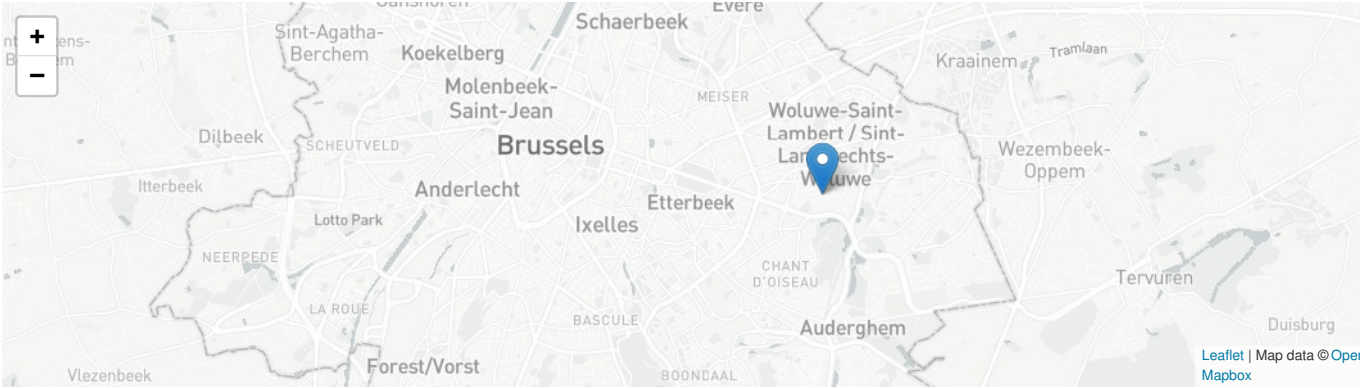 +
−
Sint-Agatha-
Berchem
Koekelberg
Schaerbeek
Evere
Kraainem
Tramlaan
Molenbeek-
Saint-Jean
MEISER
Woluwe-Saint-
Lambert / Sint-
Dilbeek
SCHEUTVELD
Brussels
Wezembeek-
Oppem
Itterbeek
Anderlecht
Etterbeek
Lotto Park
Ixelles
NEERPEDE
CHANT
D'OISEAU
Tervuren
LA ROUE
BASCULE
Auderghem
Duisburg
Forest/Vorst
Vlezenbeek
BOONDAAL
Leaflet | Map data ©
Mapbox